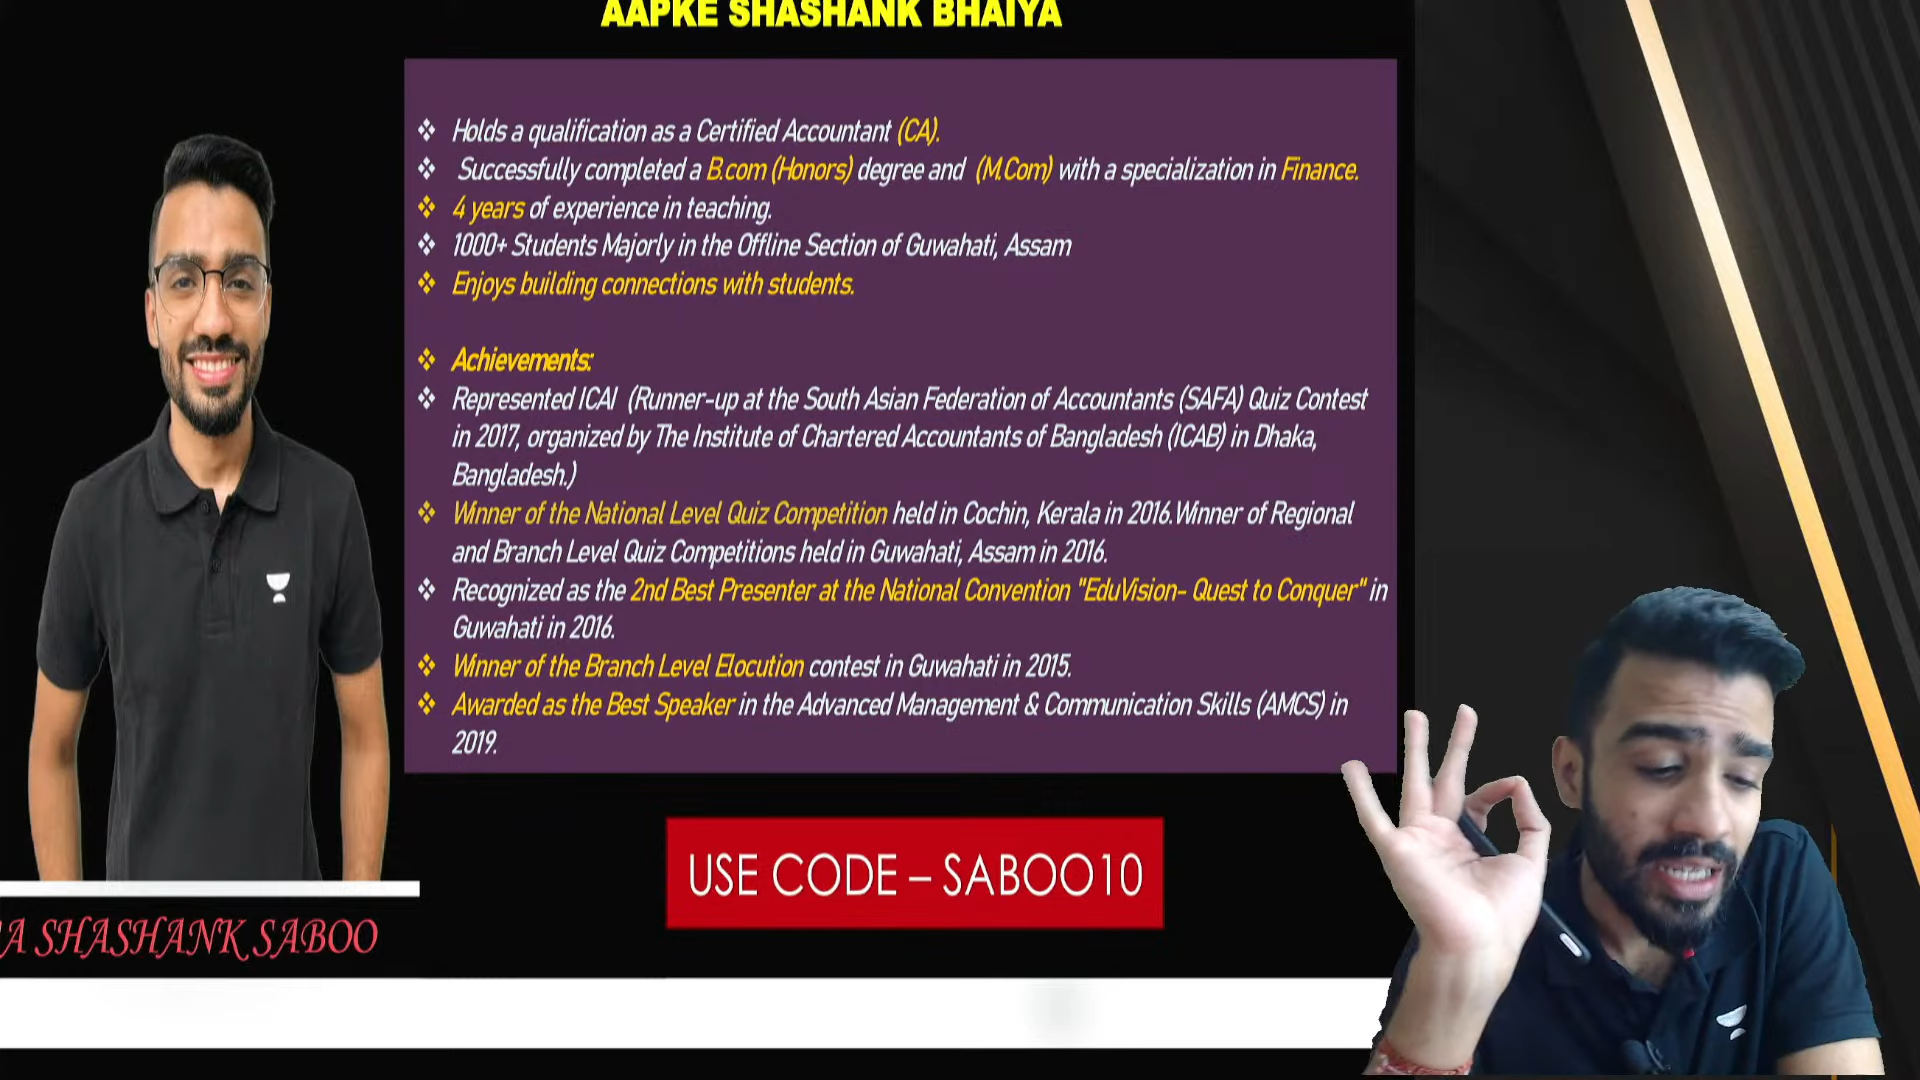 AAPKE SHASHANK BHAIYA
❖ Holds a qualification as a Certified Accountant (CA).
❖ Successfully completed a B.com (Honors) degree and (M.Com) with a specialization in Finance.
❖ 4 years of experience in teaching.
❖ 1000+ Students Majorly in the Offline Section of Guwahati, Assam
❖ Enjoys building connections with students.
❖ Achievements:
❖ Represented ICAI (Runner-up at the South Asian Federation of Accountants (SAFA) Quiz Contest
in 2017, organized by The Institute of Chartered Accountants of Bangladesh (ICAB) in Dhaka,
Bangladesh.)
❖ Winner of the National Level Quiz Competition held in Cochin, Kerala in 2016.Winner of Regional
and Branch Level Quiz Competitions held in Guwahati, Assam in 2016.
❖ Recognized as the 2nd Best Presenter at the National Convention "EduVision- Quest to Conquer" in
Guwahati in 2016.
❖ Winner of the Branch Level Elocution contest in Guwahati in 2015.
❖ Awarded as the Best Speaker in the Advanced Management & Communication Skills (AMCS) in
2019.
USE CODE – SABOO10
SHASHANK SABOO